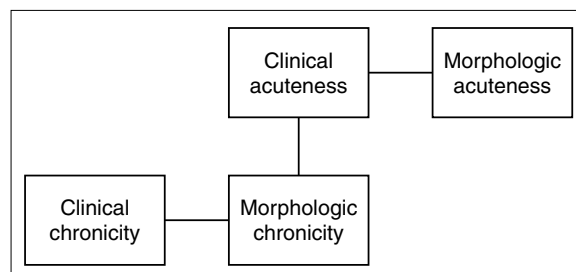 Clinical
acuteness
Morphologic
acuteness
Clinical
chronicity
Morphologic
chronicity